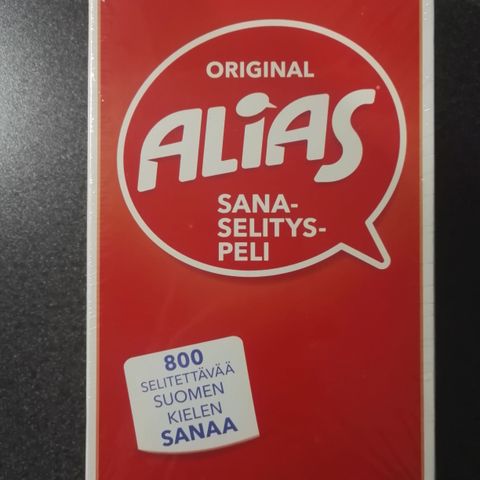 ORIGINAL
ALiAS
SANA-
SELITYS-
PELI
800
SELITETTÄVÄÄ
SUOMEN
KIELEN
SANAA